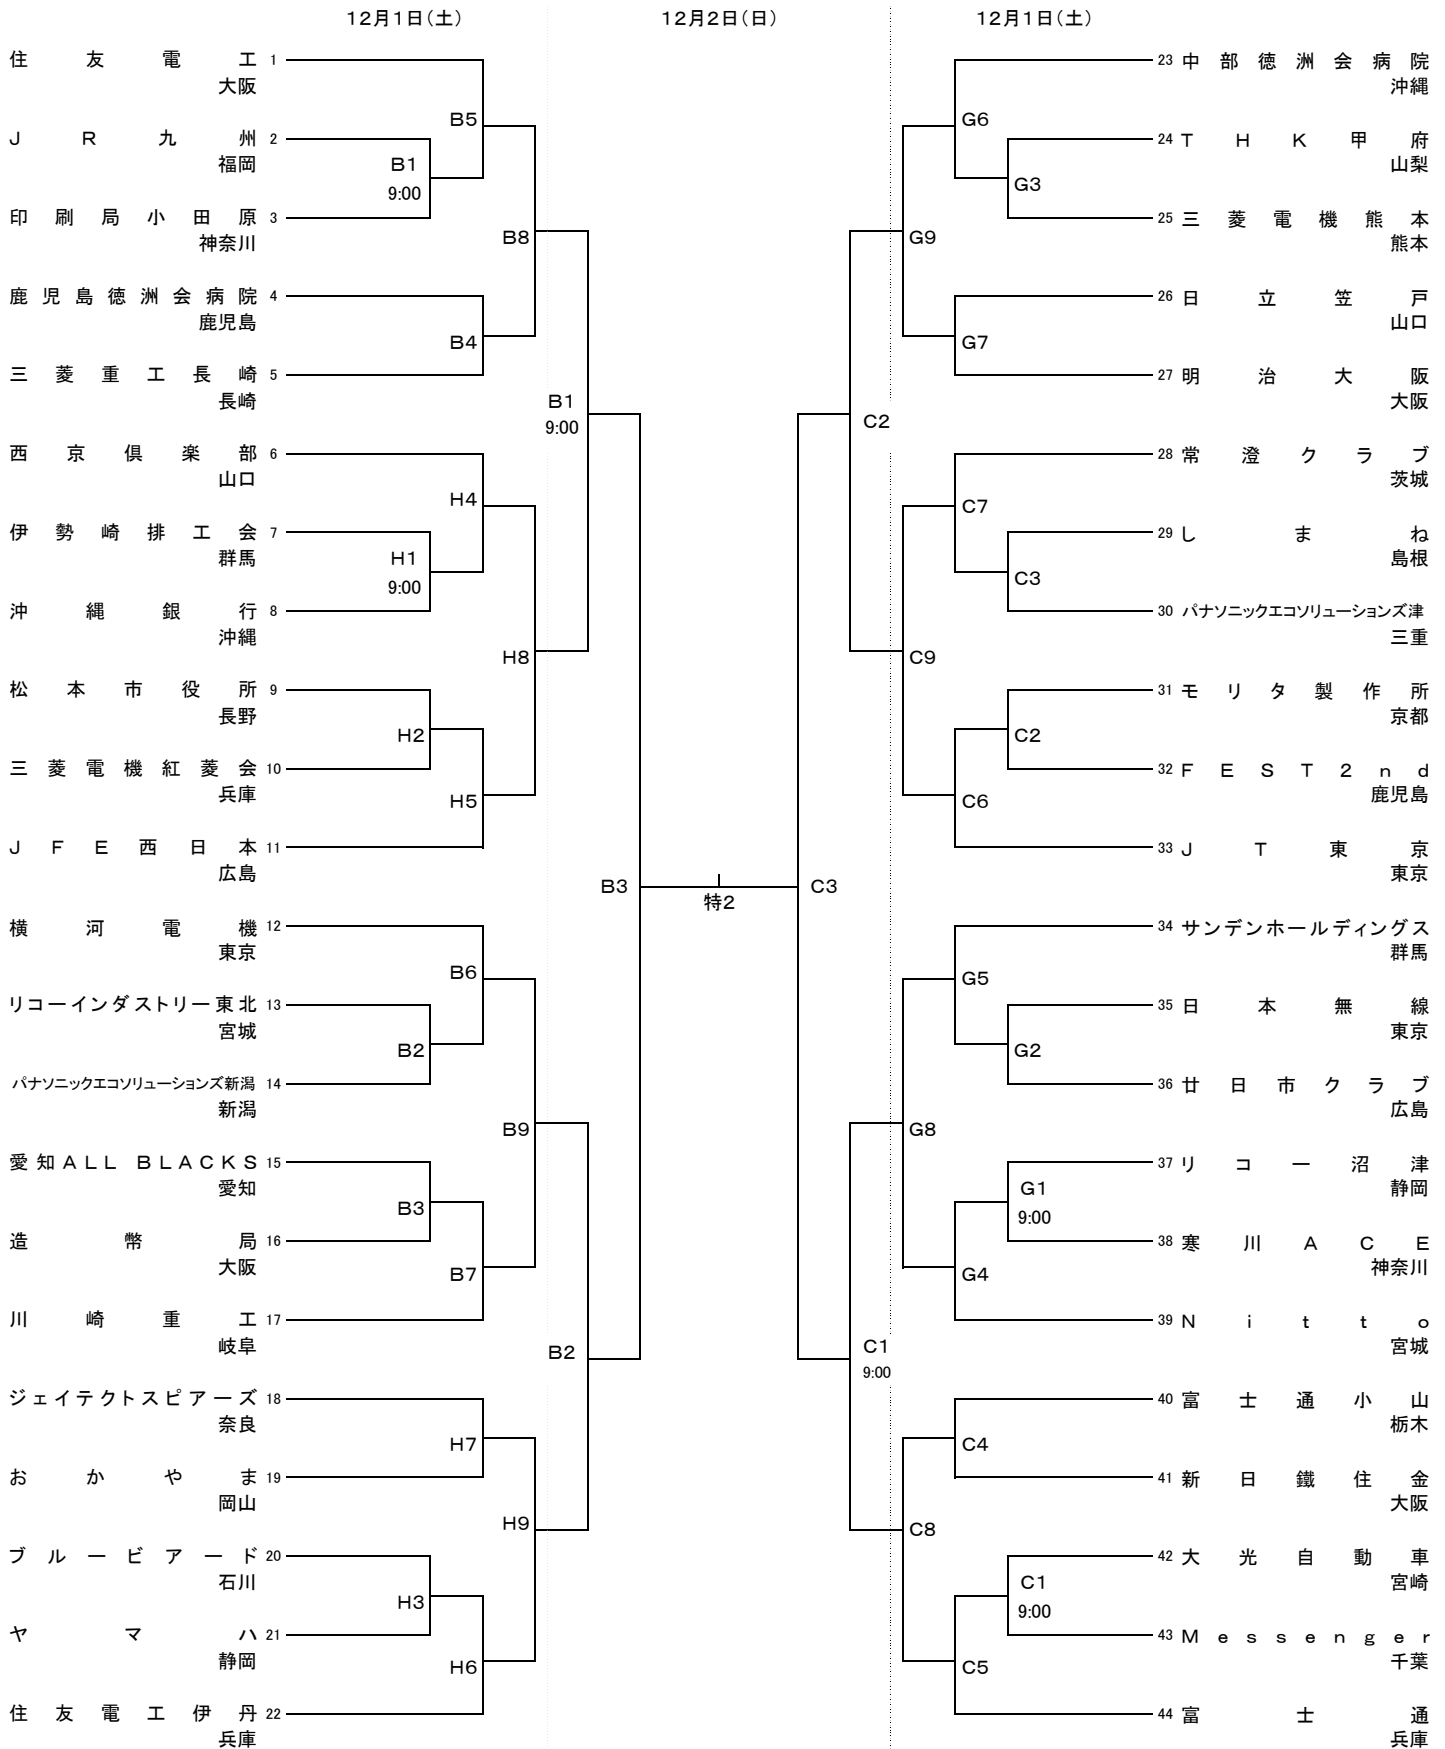 12月1日(土)
12月2日(日)
12月1日(土)
住友電工 1
大阪
JR九州 2
福岡
印刷局小田原 3
神奈川
鹿児島徳洲会病院 4
鹿児島
三菱重工長崎 5
長崎
西京倶楽部 6
山口
伊勢崎排工会 7
群馬
沖縄銀行 8
沖縄
松本市役所 9
長野
三菱電機紅菱会 10
兵庫
JFE西日本 11
広島
横河電機 12
東京
リコーインダストリー東北 13
宮城
パナソニックエコソリューションズ新潟 14
新潟
愛知ALL BLACKS 15
愛知
造幣局 16
大阪
川崎重工 17
岐阜
ジェイテクトスピアーズ 18
奈良
おかやま 19
岡山
ブルービアード 20
石川
ヤマハ 21
静岡
住友電工伊丹 22
兵庫
B1
9:00
H1
9:00
H2
B2
B3
H3
B5
B4
H4
H5
B6
B7
H7
H6
B8
H8
B9
H9
B1
9:00
B2
B3
特2
C3
C2
C1
9:00
G9
C9
G8
C8
G6
G7
C7
C6
G5
G4
C4
C5
G3
C3
C2
G2
G1
9:00
C1
9:00
23 中部徳洲会病院
沖縄
24 THK甲府
山梨
25 三菱電機熊本
熊本
26 日立笠戸
山口
27 明治大阪
大阪
28 常澄クラブ
茨城
29 しまね
島根
30 パナソニックエコソリューションズ津
三重
31 モリタ製作所
京都
32 FEST2nd
鹿児島
33 JT東京
東京
34 サンデンホールディングス
群馬
35 日本無線
東京
36 廿日市クラブ
広島
37 リコー沼津
静岡
38 寒川ACE
神奈川
39 Nitto
宮城
40 富士通小山
栃木
41 新日鐵住金
大阪
42 大光自動車
宮崎
43 Messenger
千葉
44 富士通
兵庫